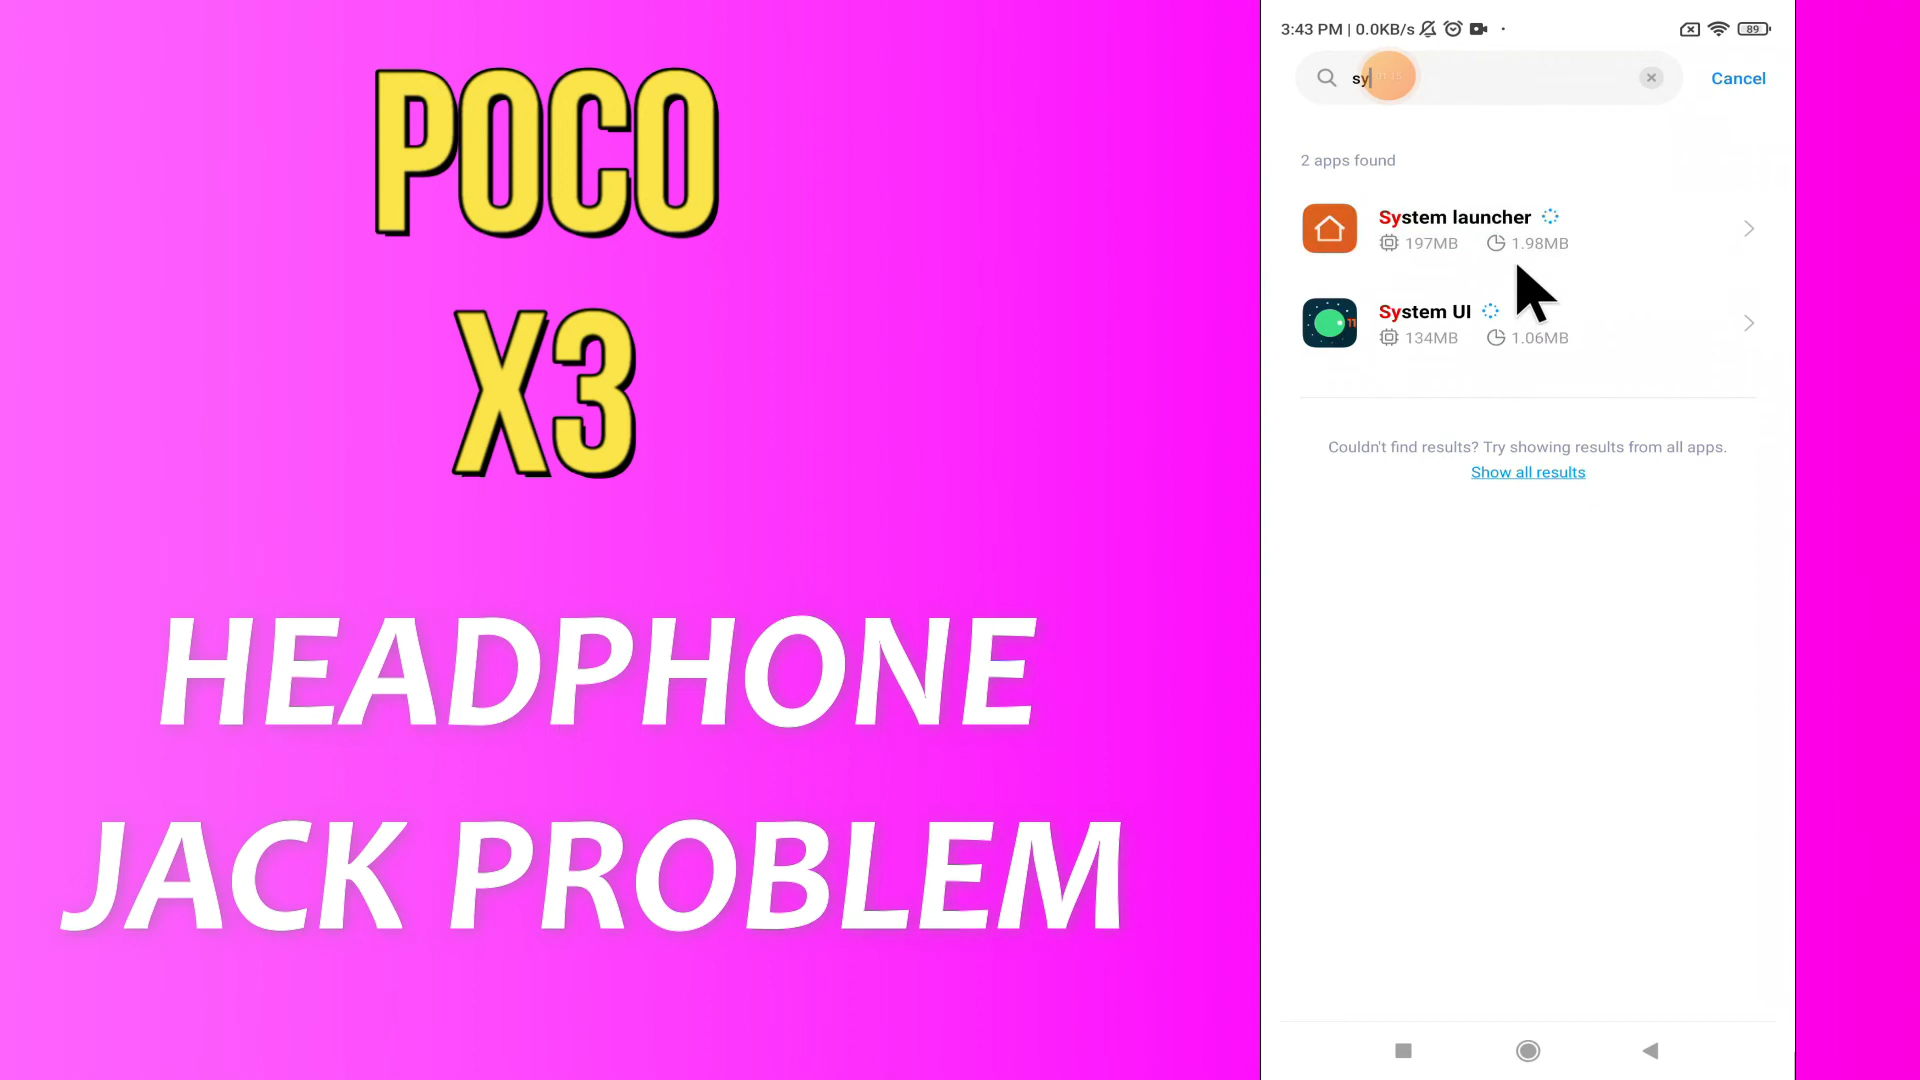 POCO
X3
HEADPHONE
JACK PROBLEM
3:43 PM | 0.0KB/s
89
sy
Cancel
2 apps found
System launcher
197MB 1.98MB
11
System UI
134MB 1.06MB
Couldn't find results? Try showing results from all apps.
Show all results